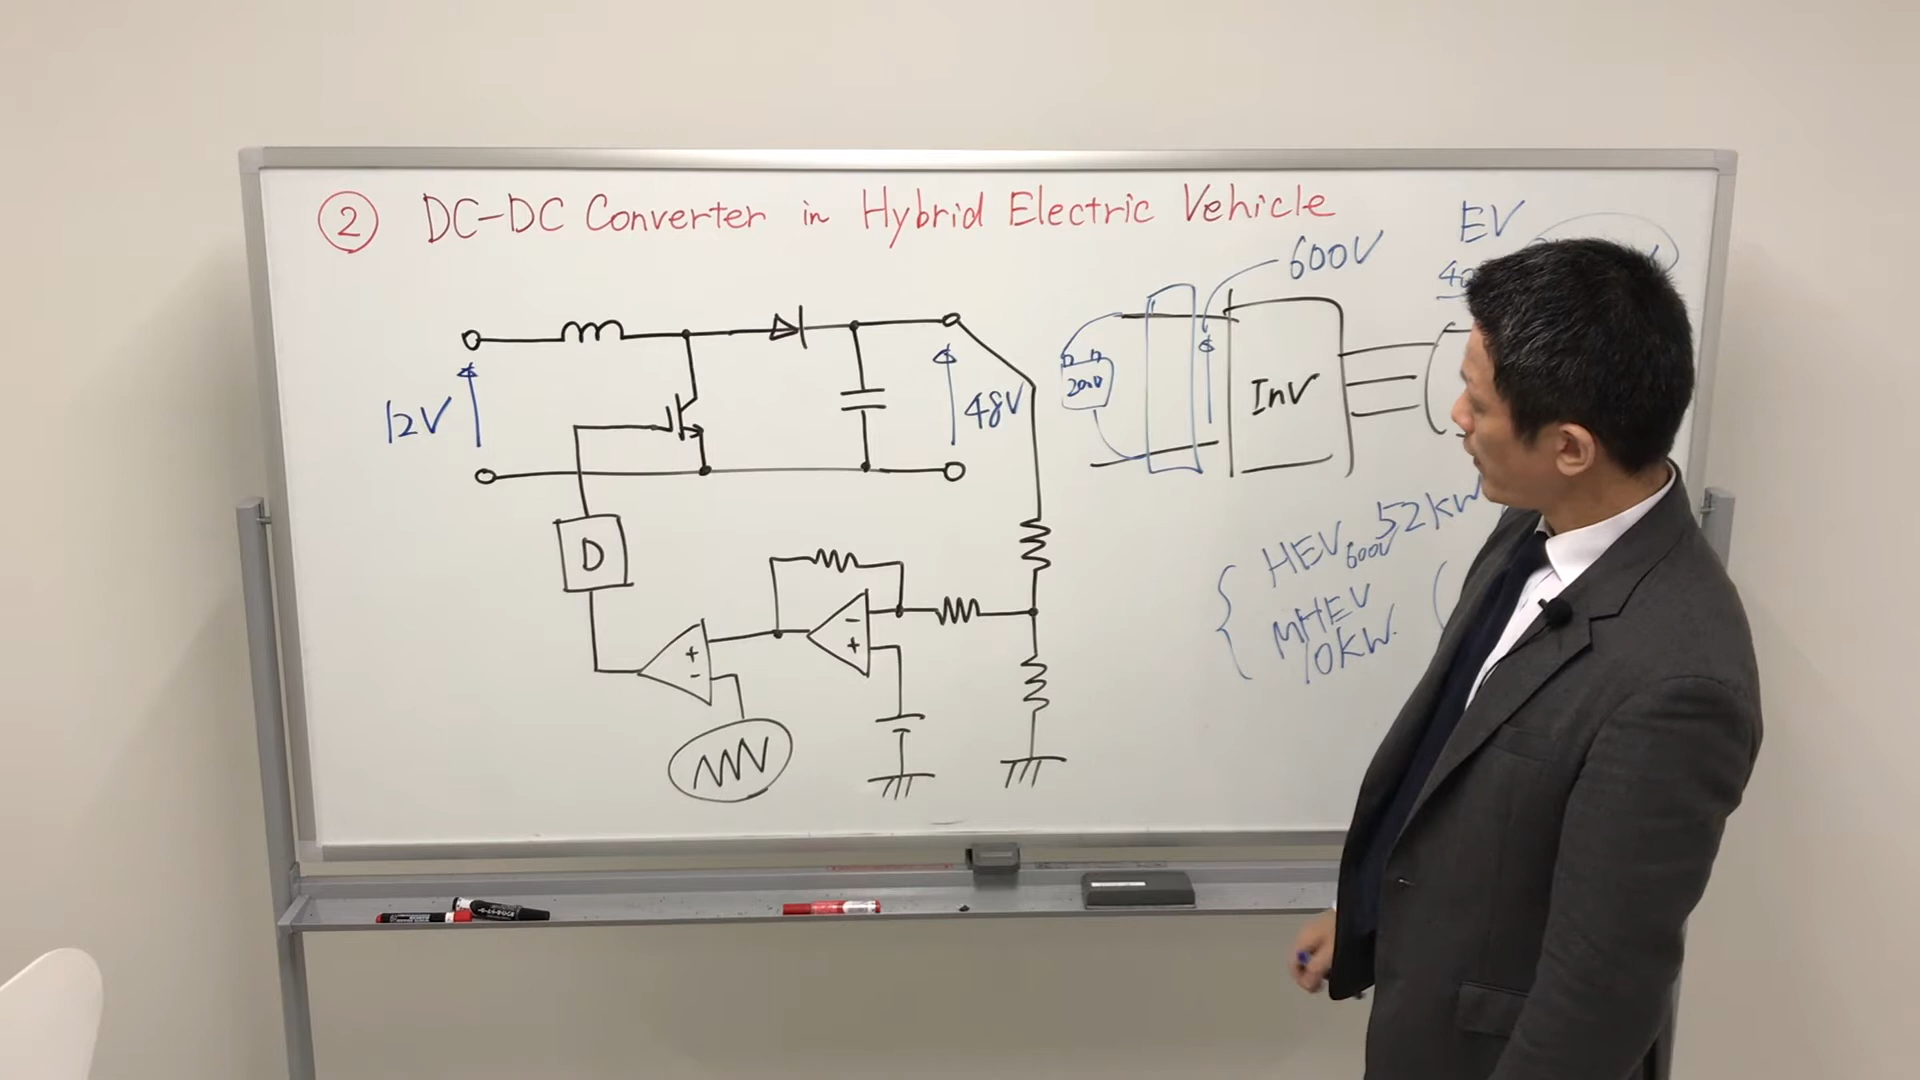 ② DC-DC Converter in Hybrid Electric Vehicle
EV
600V
40
12V
48V
200V
InV
HEV 600V 52kW
MHEV
10kW
D
-
+
+
-